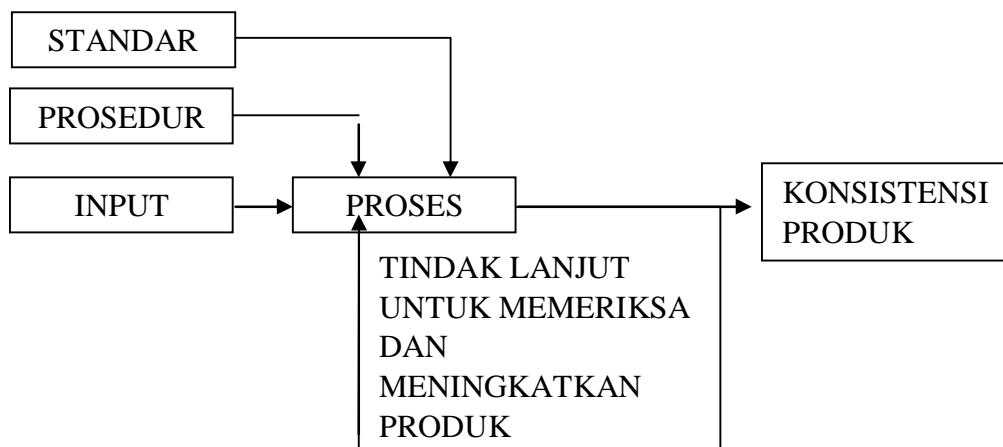 STANDAR
PROSEDUR
INPUT
PROSES
KONSISTENSI
PRODUK
TINDAK LANJUT
UNTUK MEMERIKSA
DAN
MENINGKATKAN
PRODUK